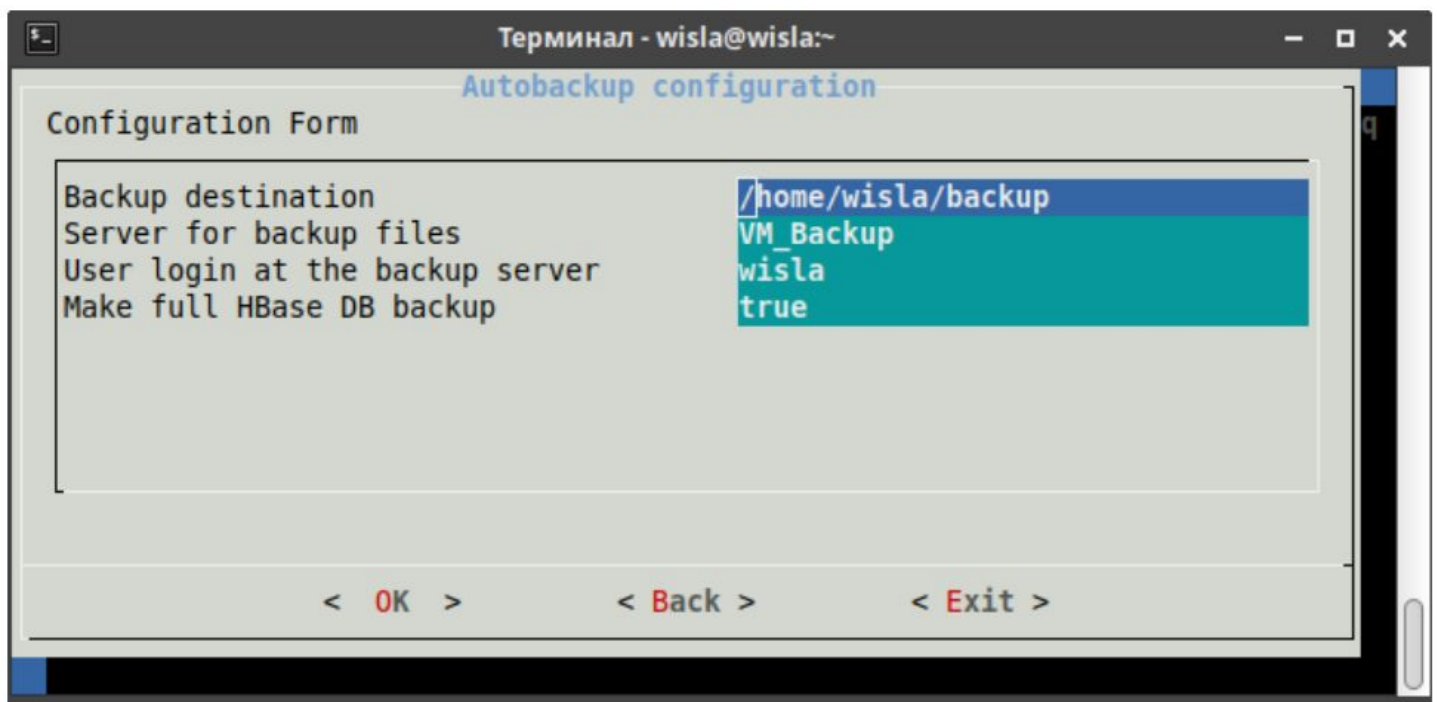 Терминал - wisla@wisla:~
Autobackup configuration
Configuration Form
q
Backup destination /home/wisla/backup
Server for backup files VM_Backup
User login at the backup server wisla
Make full HBase DB backup true
< OK > < Back > < Exit >